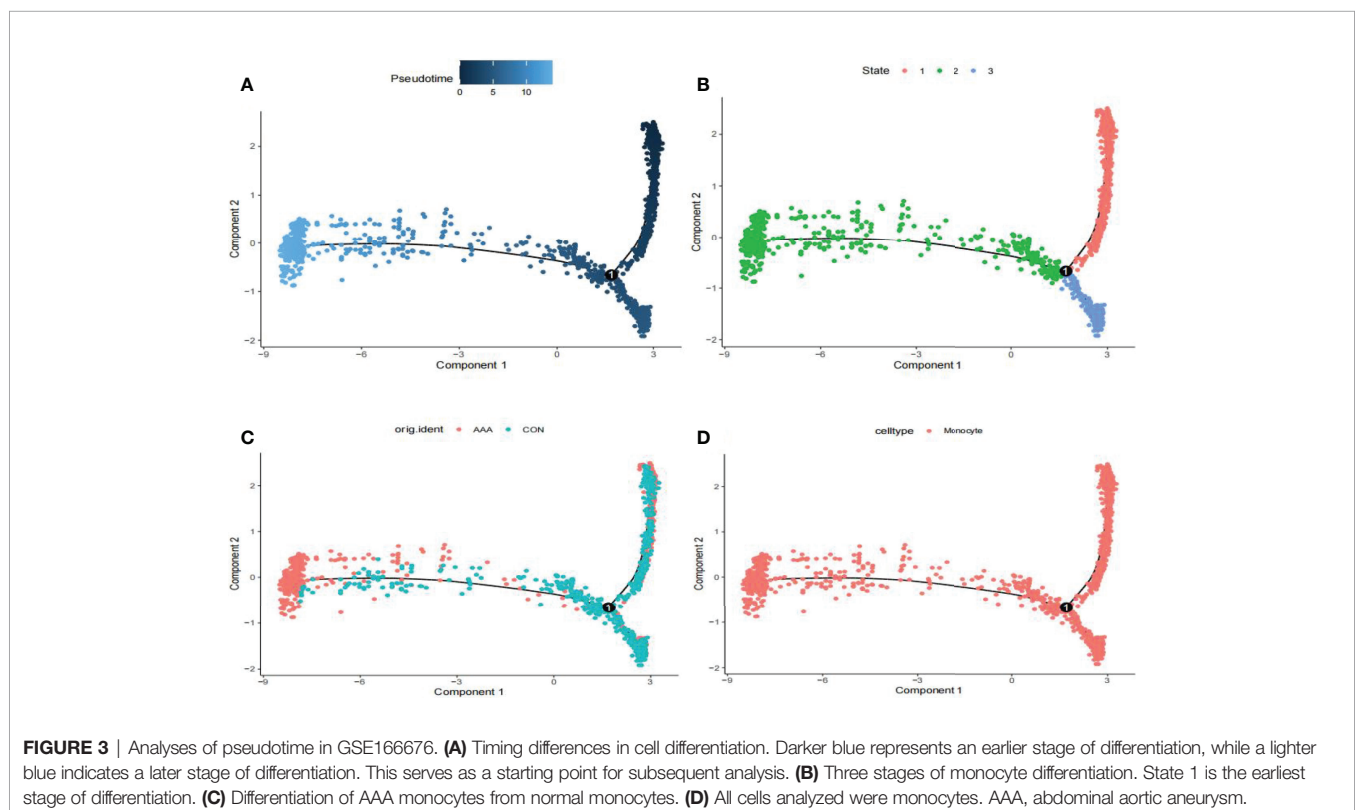 A
Pseudotime
0 5 10
Component 2
2
1
0
−1
−2
−9 −6 −3 0 3
Component 1
1
B
State 1 2 3
Component 2
2
1
0
−1
−2
−9 −6 −3 0 3
Component 1
1
C
orig.ident AAA CON
Component 2
2
1
0
−1
−2
−9 −6 −3 0 3
Component 1
1
D
celltype Monocyte
Component 2
2
1
0
−1
−2
−9 −6 −3 0 3
Component 1
1
FIGURE 3 | Analyses of pseudotime in GSE166676. (A) Timing differences in cell differentiation. Darker blue represents an earlier stage of differentiation, while a lighter
blue indicates a later stage of differentiation. This serves as a starting point for subsequent analysis. (B) Three stages of monocyte differentiation. State 1 is the earliest
stage of differentiation. (C) Differentiation of AAA monocytes from normal monocytes. (D) All cells analyzed were monocytes. AAA, abdominal aortic aneurysm.